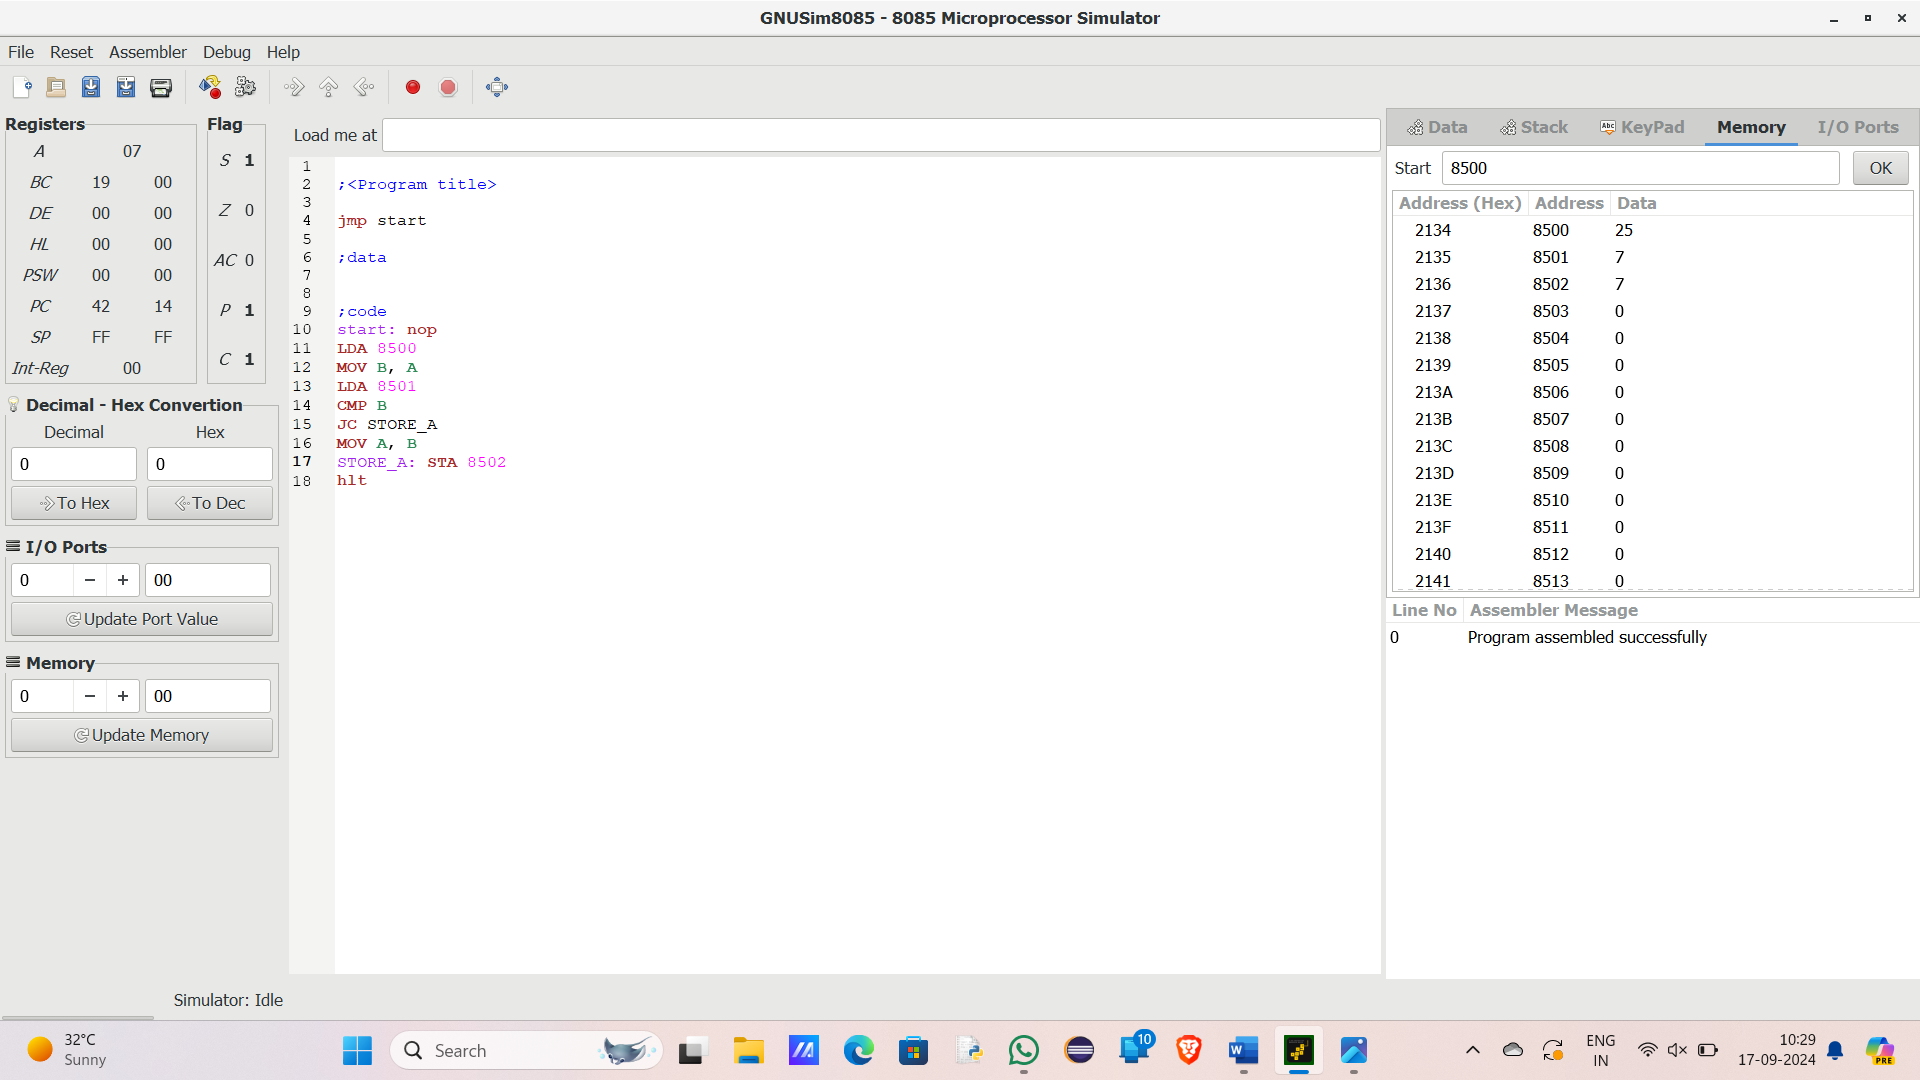 GNUSim8085 - 8085 Microprocessor Simulator
File Reset Assembler Debug Help
Registers
A 07
BC 19 00
DE 00 00
HL 00 00
PSW 00 00
PC 42 14
SP FF FF
Int-Reg 00
Flag
S 1
Z 0
AC 0
P 1
C 1
Decimal - Hex Convertion
Decimal Hex
0 0
To Hex To Dec
I/O Ports
0 − + 00
Update Port Value
Memory
0 − + 00
Update Memory
Load me at
1
2 ;<Program title>
3
4 jmp start
5
6 ;data
7
8
9 ;code
10 start: nop
11 LDA 8500
12 MOV B, A
13 LDA 8501
14 CMP B
15 JC STORE_A
16 MOV A, B
17 STORE_A: STA 8502
18 hlt
Data Stack Abc KeyPad Memory I/O Ports
Start 8500 OK
Address (Hex) Address Data
2134 8500 25
2135 8501 7
2136 8502 7
2137 8503 0
2138 8504 0
2139 8505 0
213A 8506 0
213B 8507 0
213C 8508 0
213D 8509 0
213E 8510 0
213F 8511 0
2140 8512 0
2141 8513 0
Line No Assembler Message
0 Program assembled successfully
Simulator: Idle
32°C
Sunny
Search
10
W
ENG
IN
10:29
17-09-2024
PRE